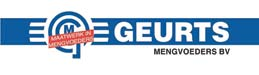 M
MAATWERK IN
MENGVOEDERS
GEURTS
MENGVOEDERS BV